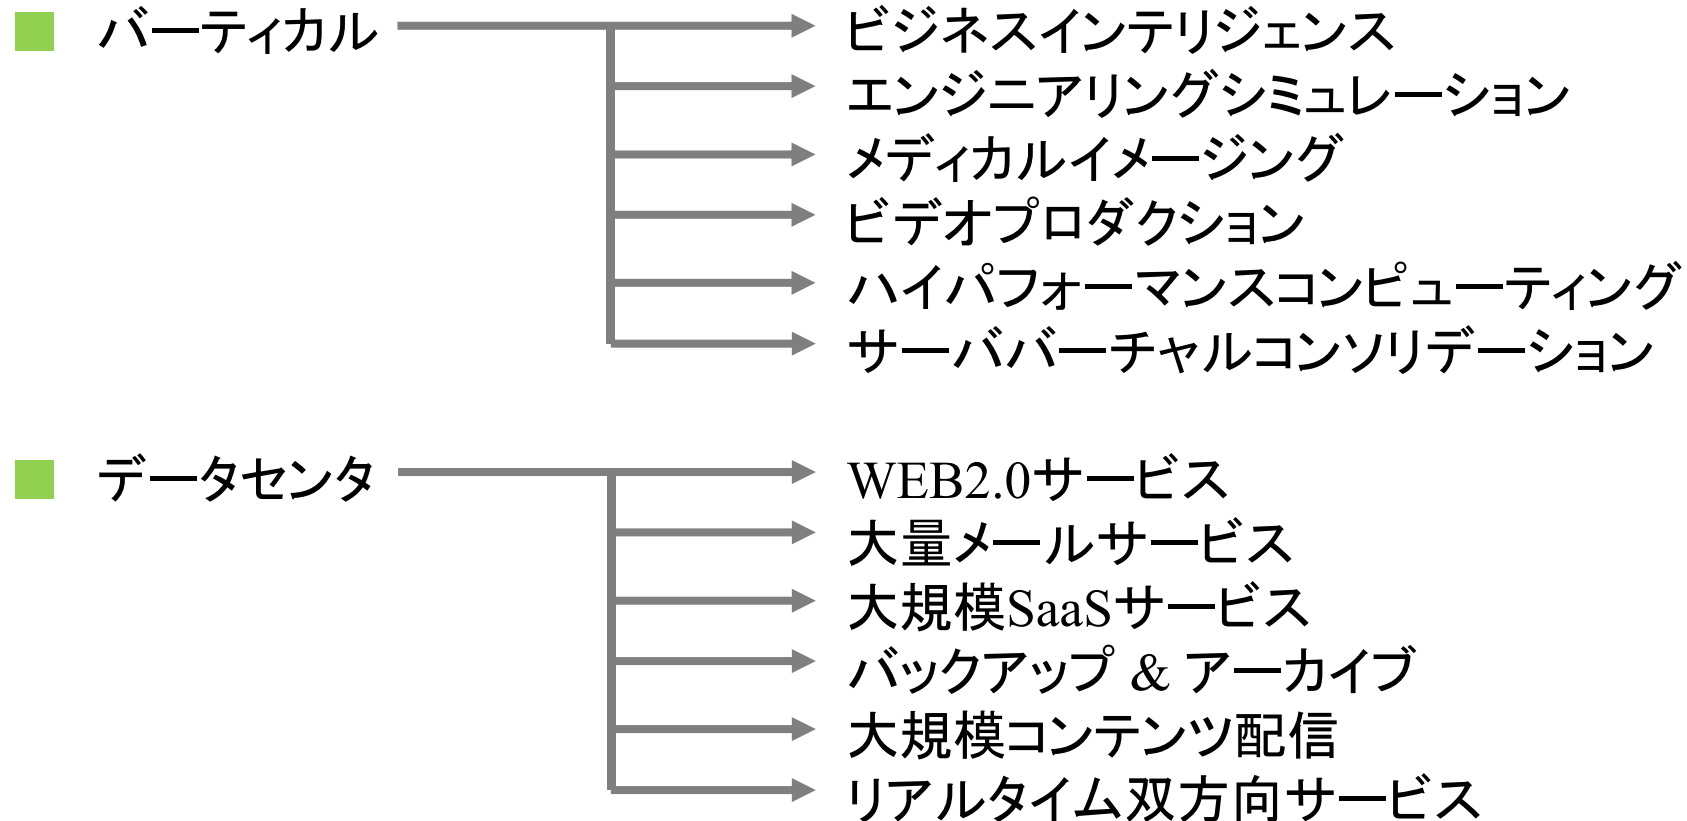 バーティカル
ビジネスインテリジェンス
エンジニアリングシミュレーション
メディカルイメージング
ビデオプロダクション
ハイパフォーマンスコンピューティング
サーババーチャルコンソリデーション
データセンタ
WEB2.0サービス
大量メールサービス
大規模SaaSサービス
バックアップ & アーカイブ
大規模コンテンツ配信
リアルタイム双方向サービス